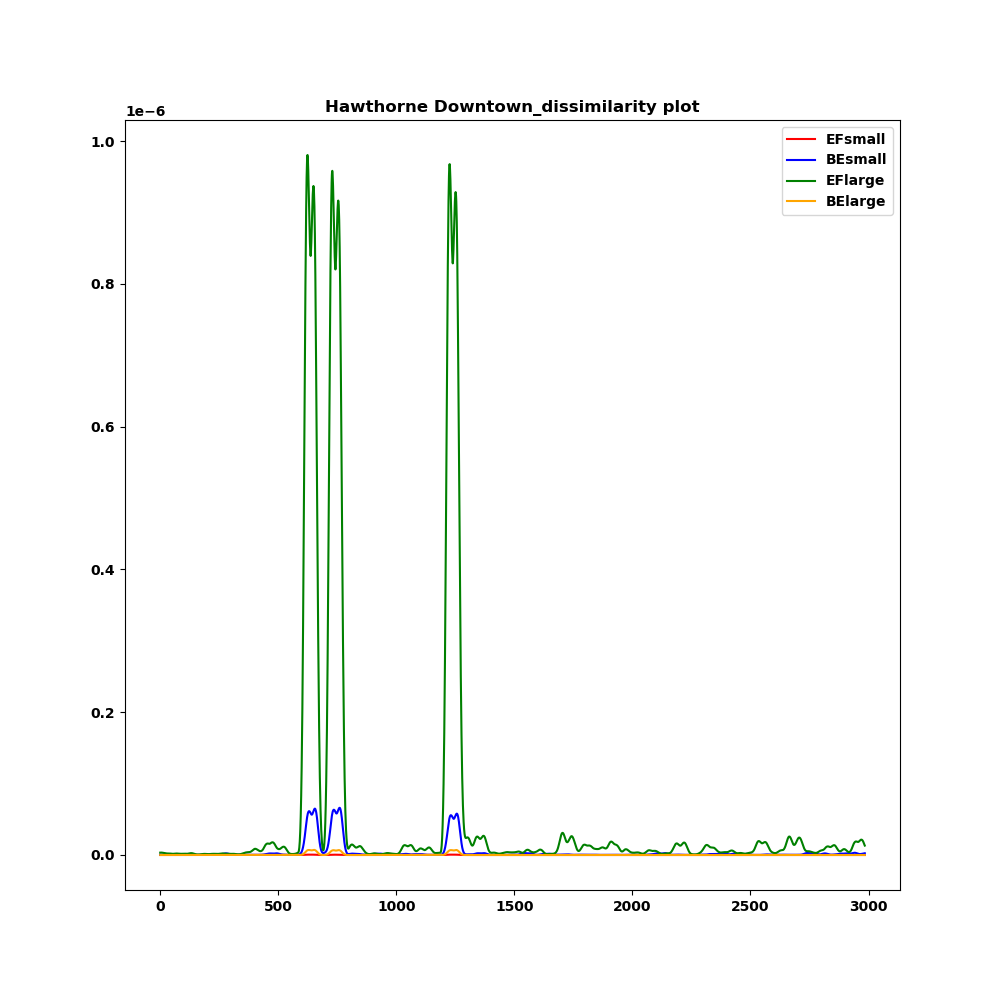 Hawthorne Downtown_dissimilarity plot
1e−6
1.0
0.8
0.6
0.4
0.2
0.0
0 500 1000 1500 2000 2500 3000
EFsmall
BEsmall
EFlarge
BElarge